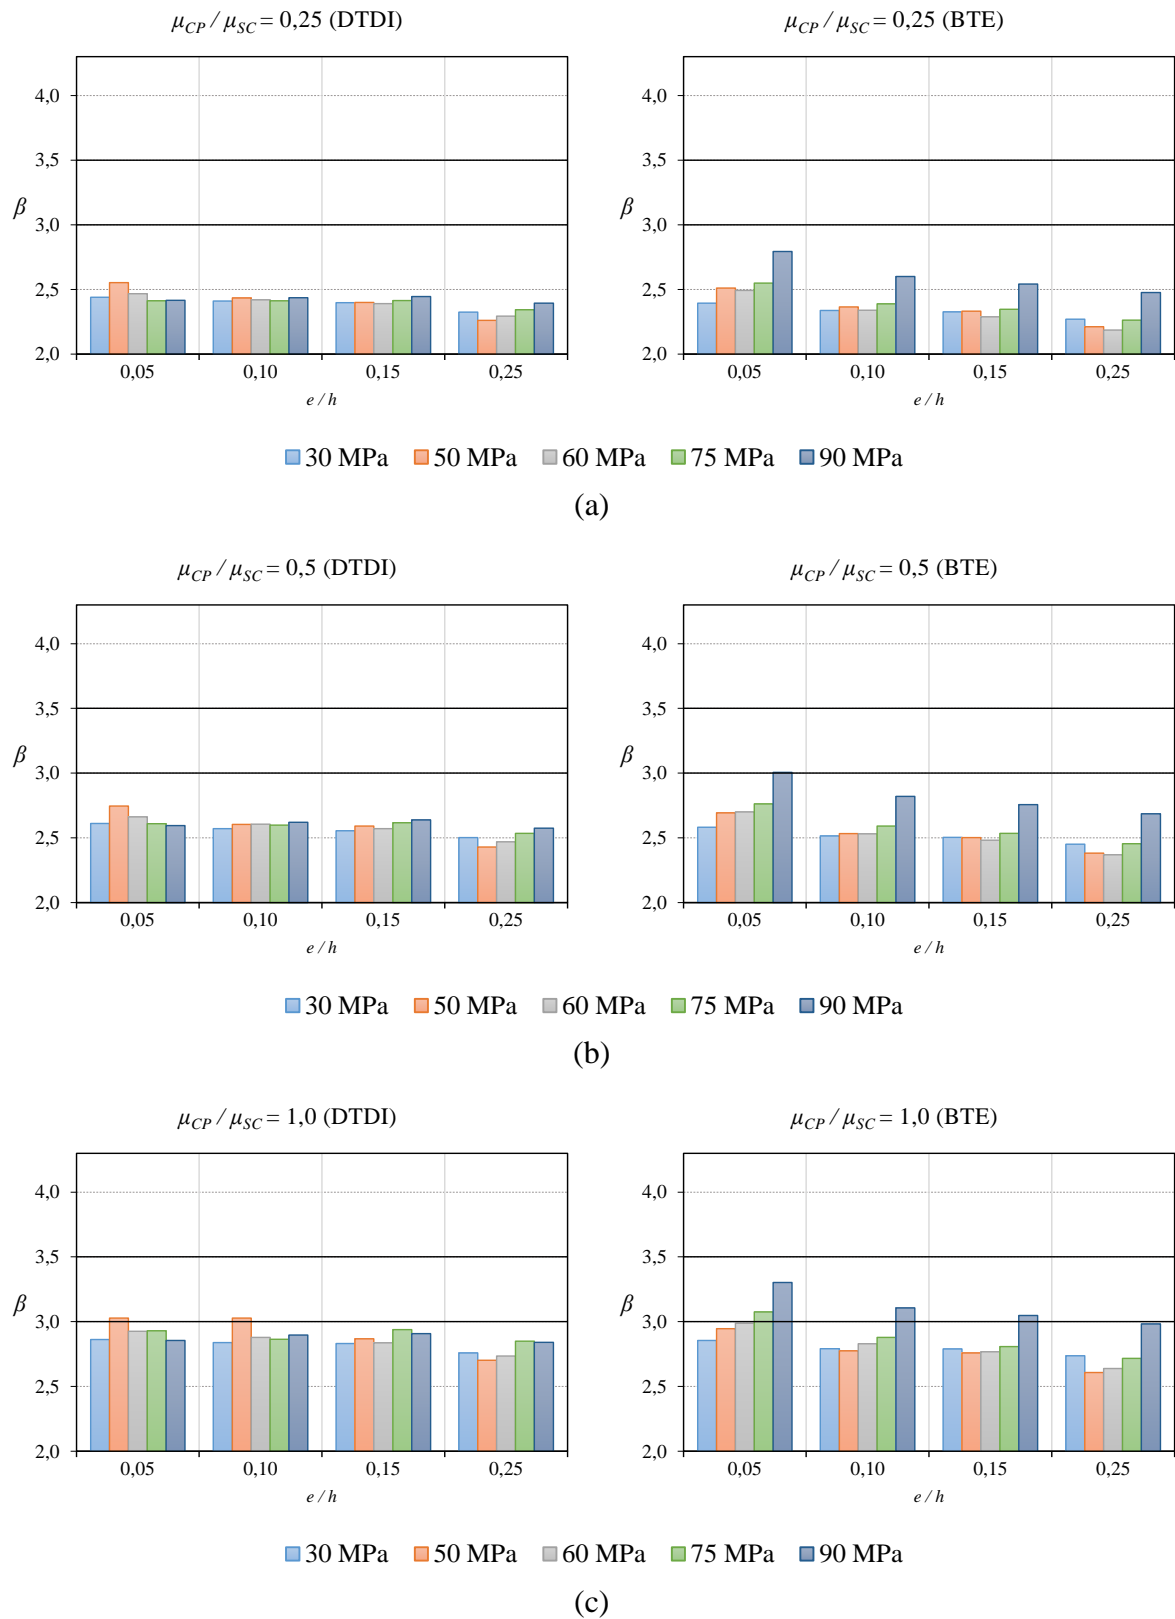 μCP / μSC = 0,25 (DTDI)
4,0
3,5
3,0
2,5
2,0
β
0,05 0,10 0,15 0,25
e / h
μCP / μSC = 0,25 (BTE)
4,0
3,5
3,0
2,5
2,0
β
0,05 0,10 0,15 0,25
e / h
30 MPa 50 MPa 60 MPa 75 MPa 90 MPa
(a)
μCP / μSC = 0,5 (DTDI)
4,0
3,5
3,0
2,5
2,0
β
0,05 0,10 0,15 0,25
e / h
μCP / μSC = 0,5 (BTE)
4,0
3,5
3,0
2,5
2,0
β
0,05 0,10 0,15 0,25
e / h
30 MPa 50 MPa 60 MPa 75 MPa 90 MPa
(b)
μCP / μSC = 1,0 (DTDI)
4,0
3,5
3,0
2,5
2,0
β
0,05 0,10 0,15 0,25
e / h
μCP / μSC = 1,0 (BTE)
4,0
3,5
3,0
2,5
2,0
β
0,05 0,10 0,15 0,25
e / h
30 MPa 50 MPa 60 MPa 75 MPa 90 MPa
(c)